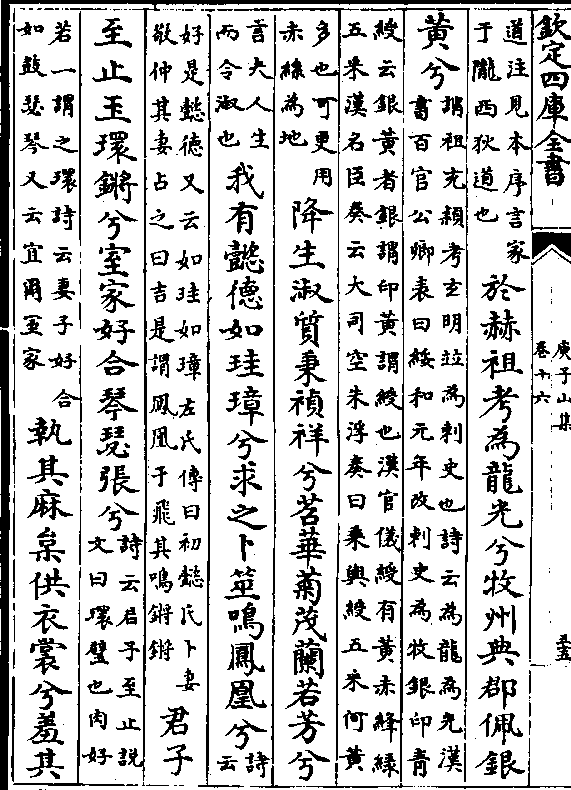 欽定四庫全書
庾子山集
卷十六
道注見本序言家
于隴西狄道也
於赫祖考為龍光兮牧州典郡佩銀
黃兮
謂祖充頴考玄明竝為刺史也詩云為龍為光漢
書百官公卿表曰綏和元年改刺史為牧銀印青
綬云銀黃者銀謂印黃謂綬也漢官儀綬有黃赤絳緑
五采漢名臣奏云大司空朱浮奏曰乘輿綬五采何黃
多也可更用
赤絲為地
降生淑質秉禎祥兮苕華菊茂蘭若芳兮
言夫人生
而令淑也
我有懿德如珪璋兮求之卜筮鳴鳳凰兮
詩
云
好是懿德又云如珪如璋左氏傳曰初懿氏卜妻
敬仲其妻占之曰吉是謂鳳凰于飛其鳴鏘鏘
君子
至止玉環鏘兮室家好合琴瑟張兮
詩云君子至止說
文曰環璧也肉好
若一謂之環詩云妻子好合
如鼓瑟琴又云宜爾室家
執其麻枲供衣裳兮羞其